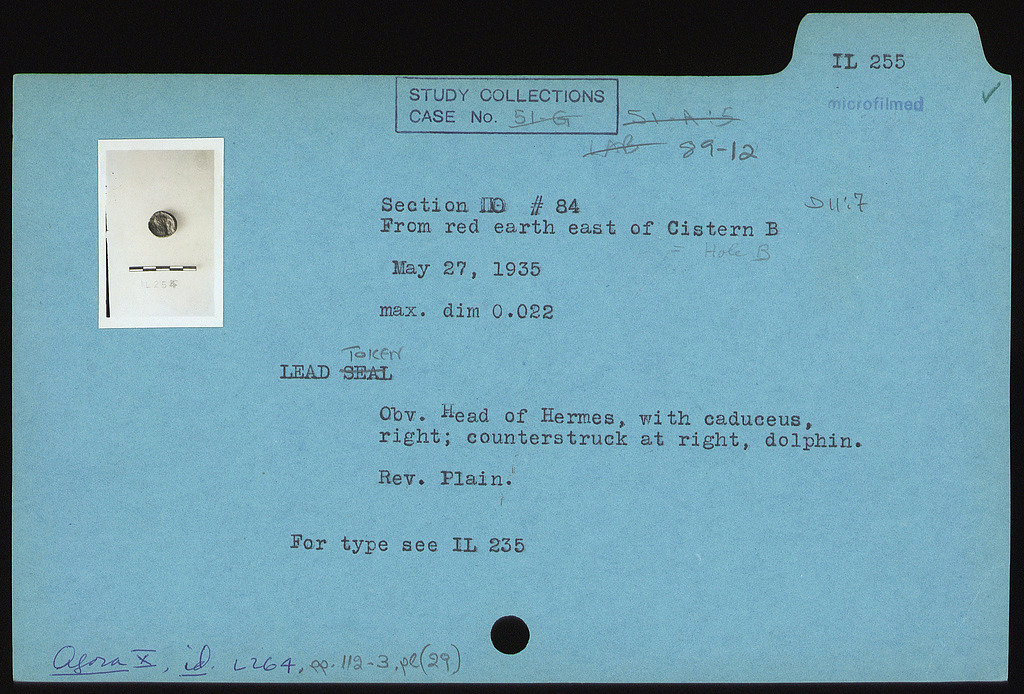 IL 255
microfilmed ✓
STUDY COLLECTIONS
CASE No. 51-G 51-A:5
LAB 89-12
Section # 84 D 11:7
From red earth east of Cistern B
= Hole B
May 27, 1935
max. dim 0.022
TOKEN
LEAD SEAL
Obv. Head of Hermes, with caduceus,
right; counterstruck at right, dolphin.
Rev. Plain.
For type see IL 235
Agora X, id. L264, pp. 112-3, pl(29)